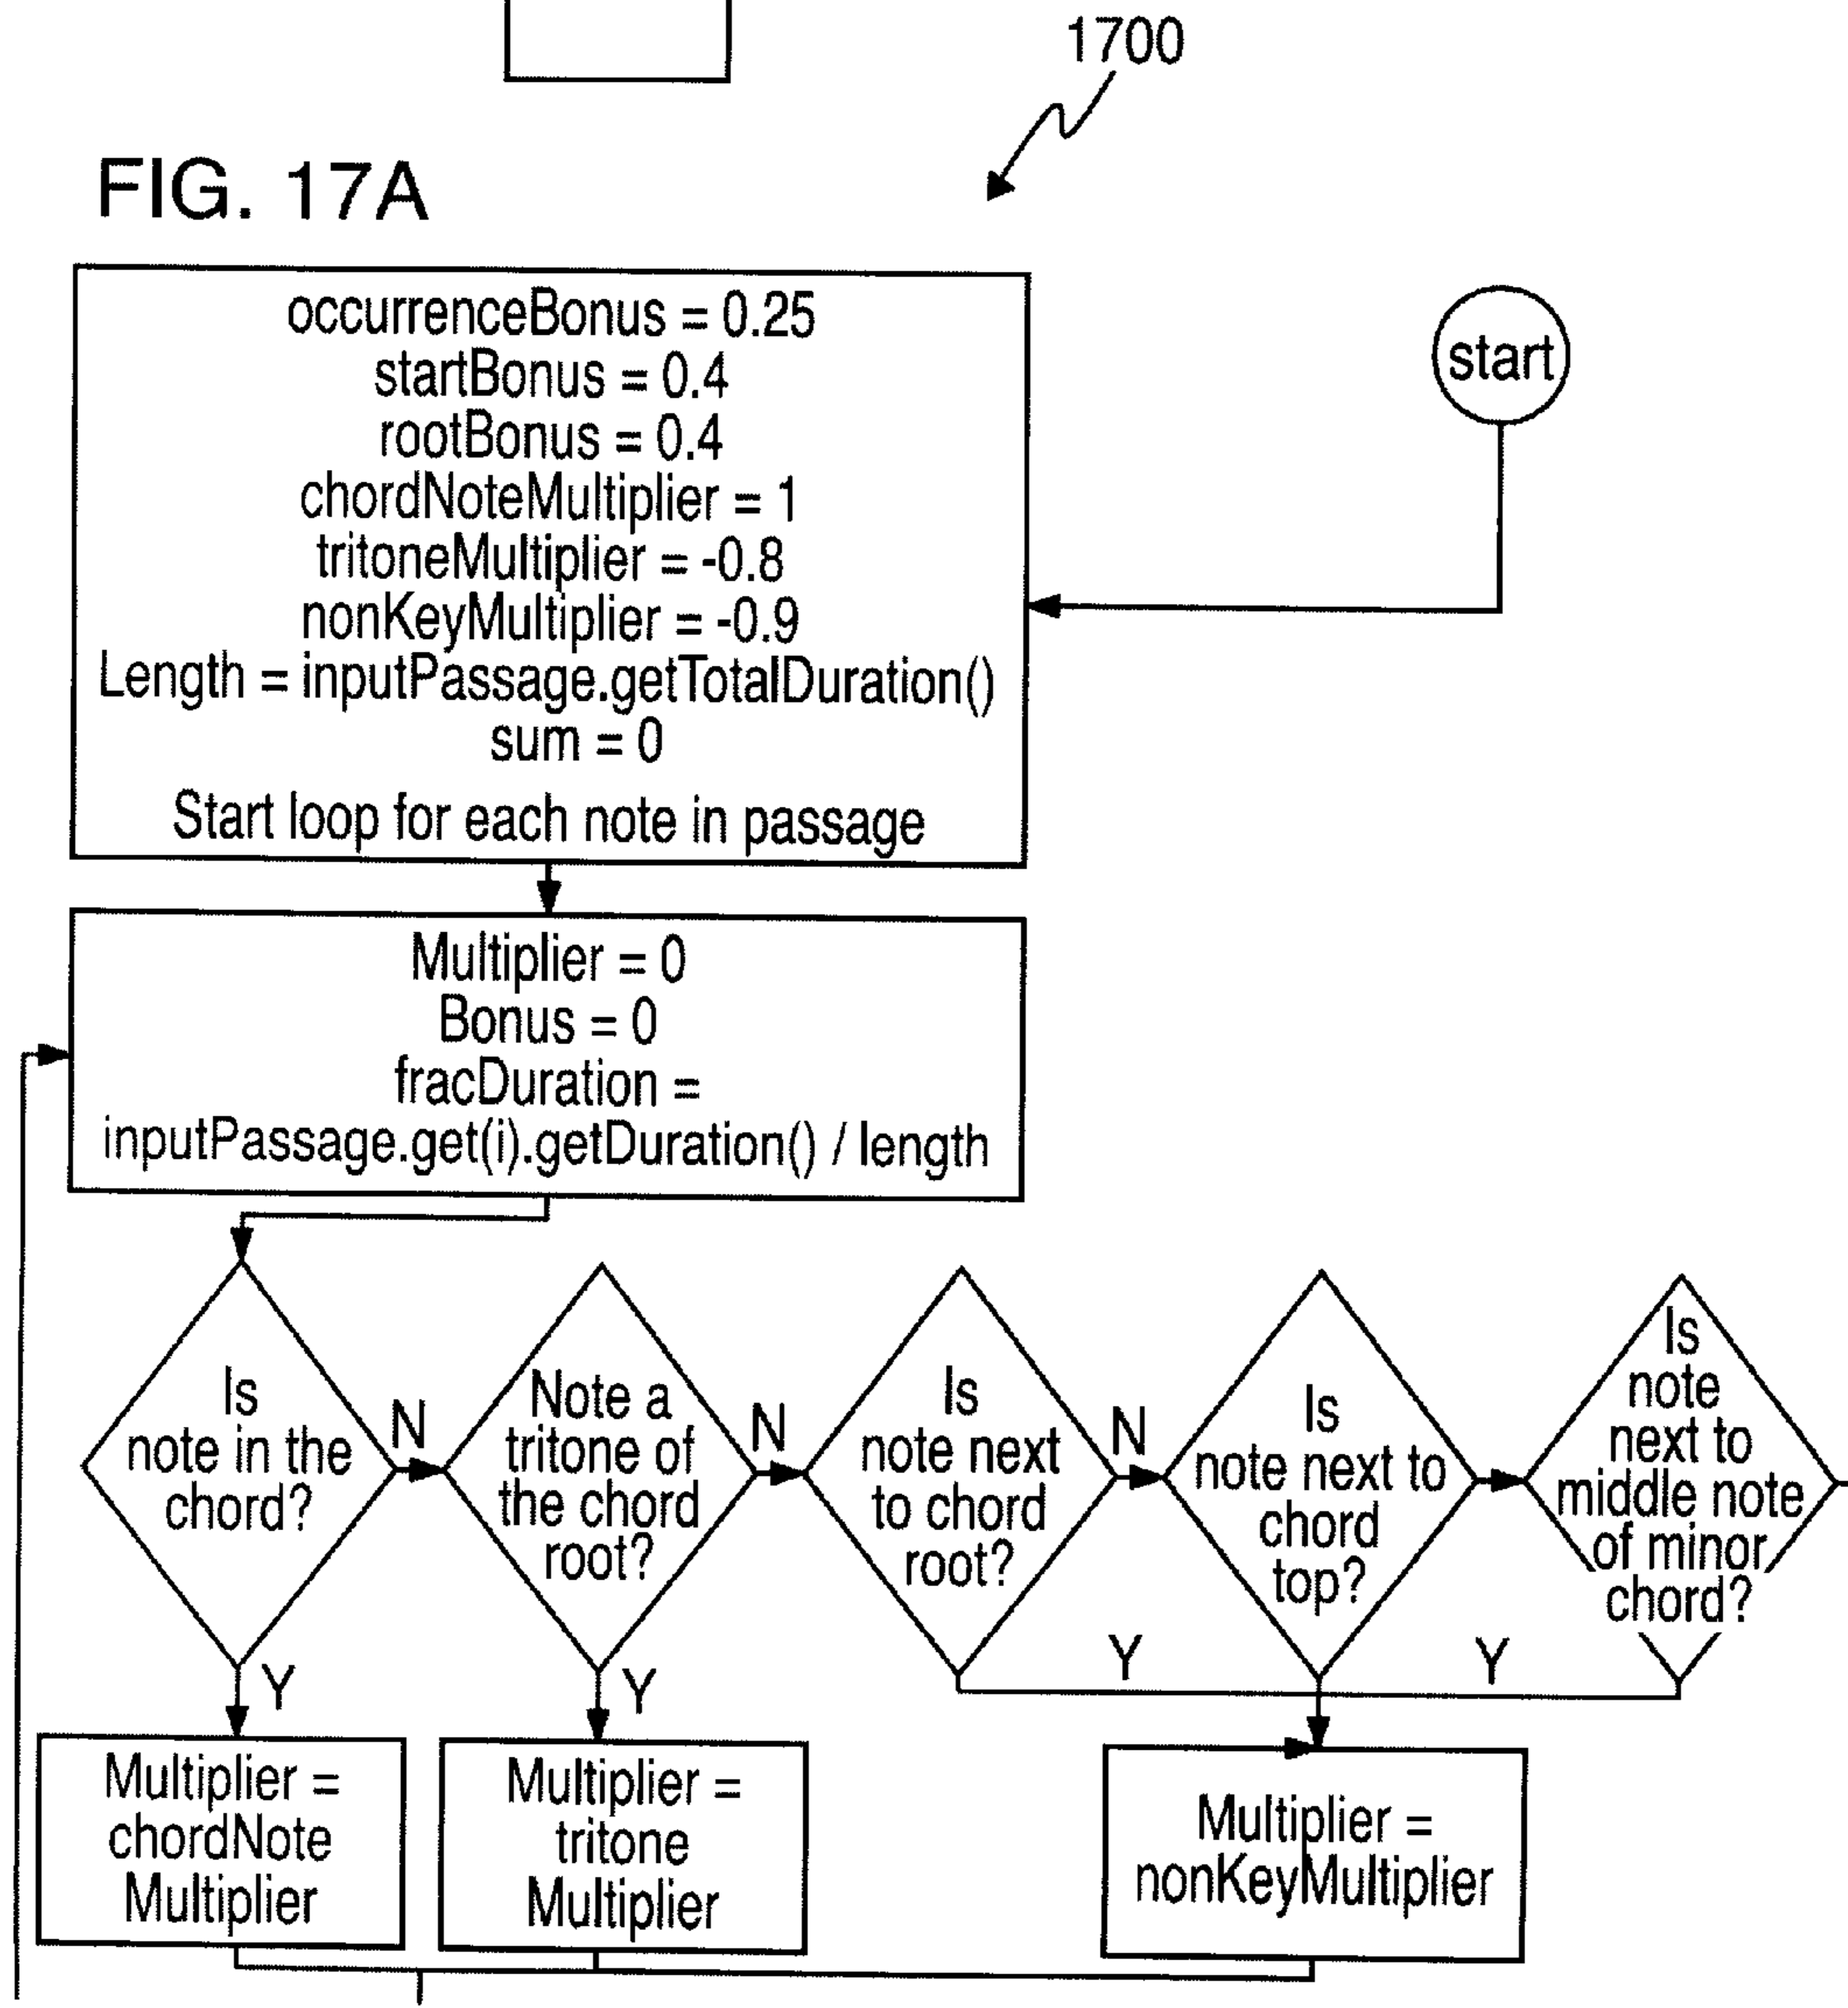 1700
FIG. 17A
occurrenceBonus = 0.25
startBonus = 0.4
rootBonus = 0.4
chordNoteMultiplier = 1
tritoneMultiplier = -0.8
nonKeyMultiplier = -0.9
Length = inputPassage.getTotalDuration()
sum = 0
Start loop for each note in passage
start
Multiplier = 0
Bonus = 0
fracDuration =
inputPassage.get(i).getDuration() / length
Is
note in the
chord?
N
Y
Note a
tritone of
the chord
root?
N
Y
Is
note next
to chord
root?
N
Y
Is
note next to
chord
top?
Y
Is
note
next to
middle note
of minor
chord?
Multiplier =
chordNote
Multiplier
Multiplier =
tritone
Multiplier
Multiplier =
nonKeyMultiplier